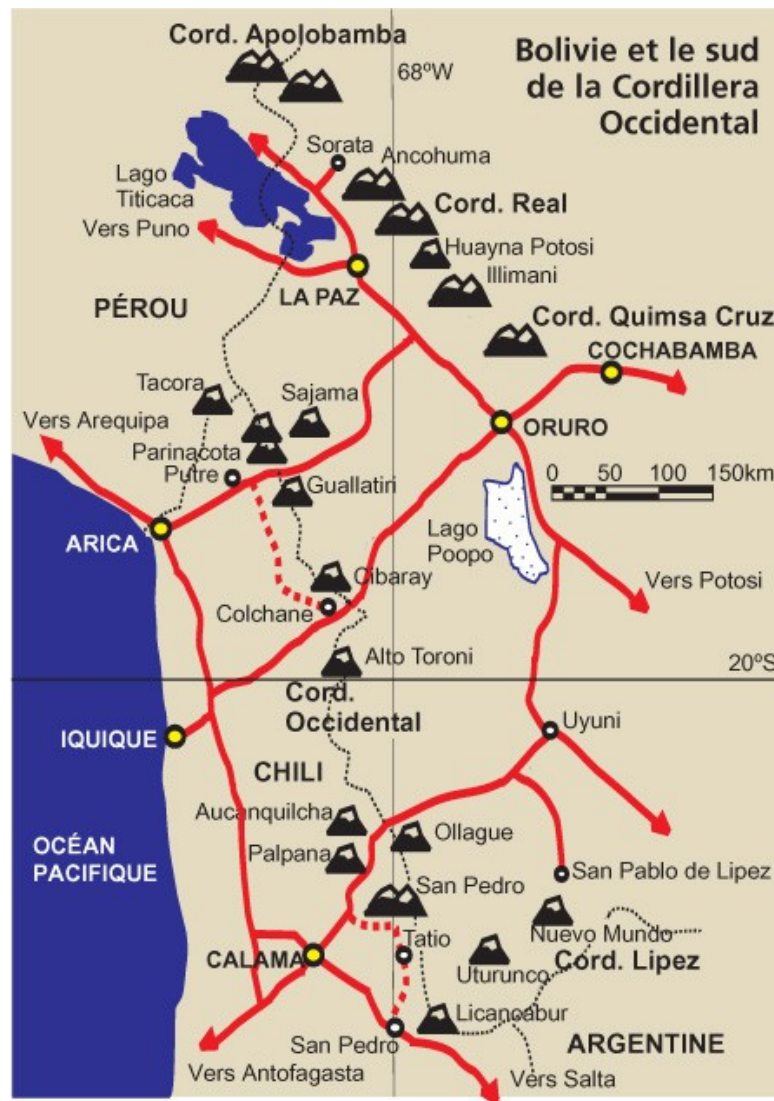 Cord. Apolobamba
68ºW
Bolivie et le sud
de la Cordillera
Occidental
Sorata
Ancohuma
Lago
Titicaca
Cord. Real
Vers Puno
Huayna Potosi
Illimani
LA PAZ
PÉROU
Cord. Quimsa Cruz
COCHABAMBA
Tacora
Sajama
Vers Arequipa
ORURO
Parinacota
Putre
0 50 100 150km
Guallatiri
Lago
Poopo
ARICA
Cibaray
Vers Potosi
Colchane
Alto Toroni
20ºS
Cord.
Occidental
Uyuni
IQUIQUE
CHILI
Aucanquilcha
Ollague
OCÉAN
PACIFIQUE
Palpana
San Pablo de Lipez
San Pedro
Nuevo Mundo
Tatio
CALAMA
Uturunco
Cord. Lipez
Licancabur
San Pedro
ARGENTINE
Vers Antofagasta
Vers Salta